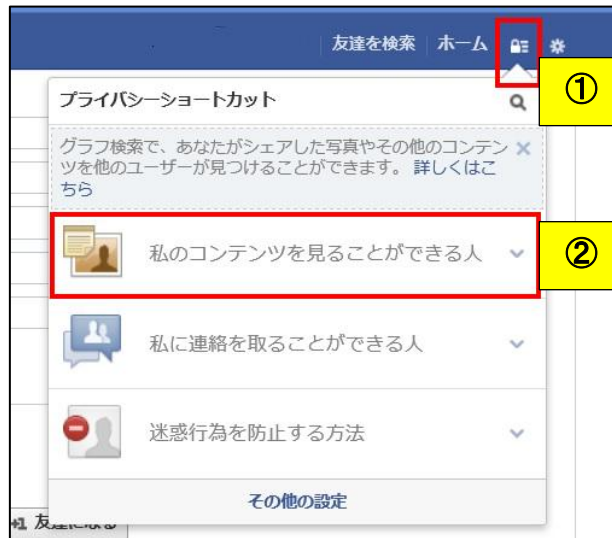 友達を検索 ホーム
①
プライバシーショートカット
グラフ検索で、あなたがシェアした写真やその他のコンテン
ツを他のユーザーが見つけることができます。 詳しくはこ
ちら
私のコンテンツを見ることができる人
②
私に連絡を取ることができる人
迷惑行為を防止する方法
その他の設定
+1 友達になる